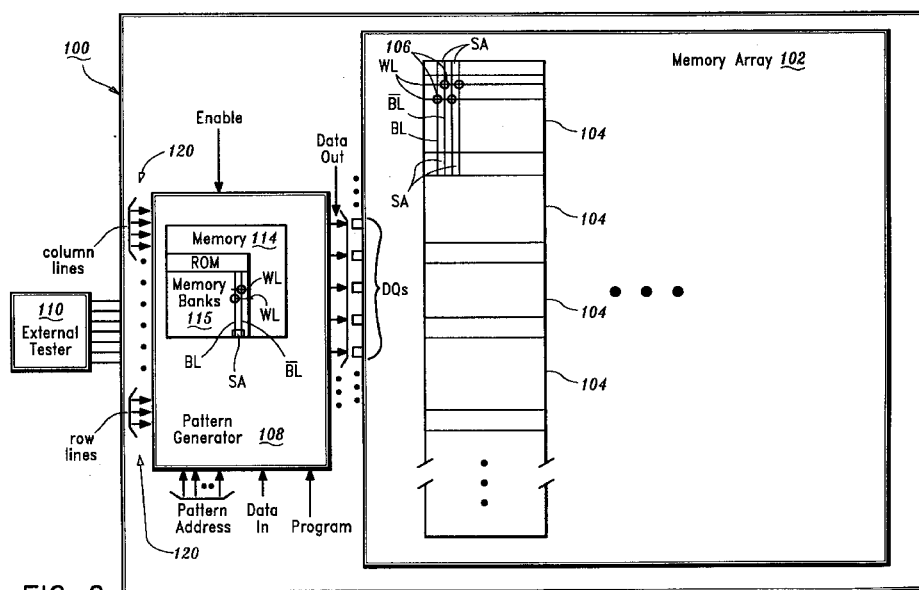 100
120
column
lines
110
External
Tester
row
lines
120
Enable
Memory 114
ROM
Memory
Banks
115
WL
WL
BL
SA
B̅L̅
Pattern
Generator 108
Pattern
Address
Data
In
Program
Data
Out
DQs
Memory Array 102
106
SA
WL
B̅L̅
BL
SA
104
104
104
104